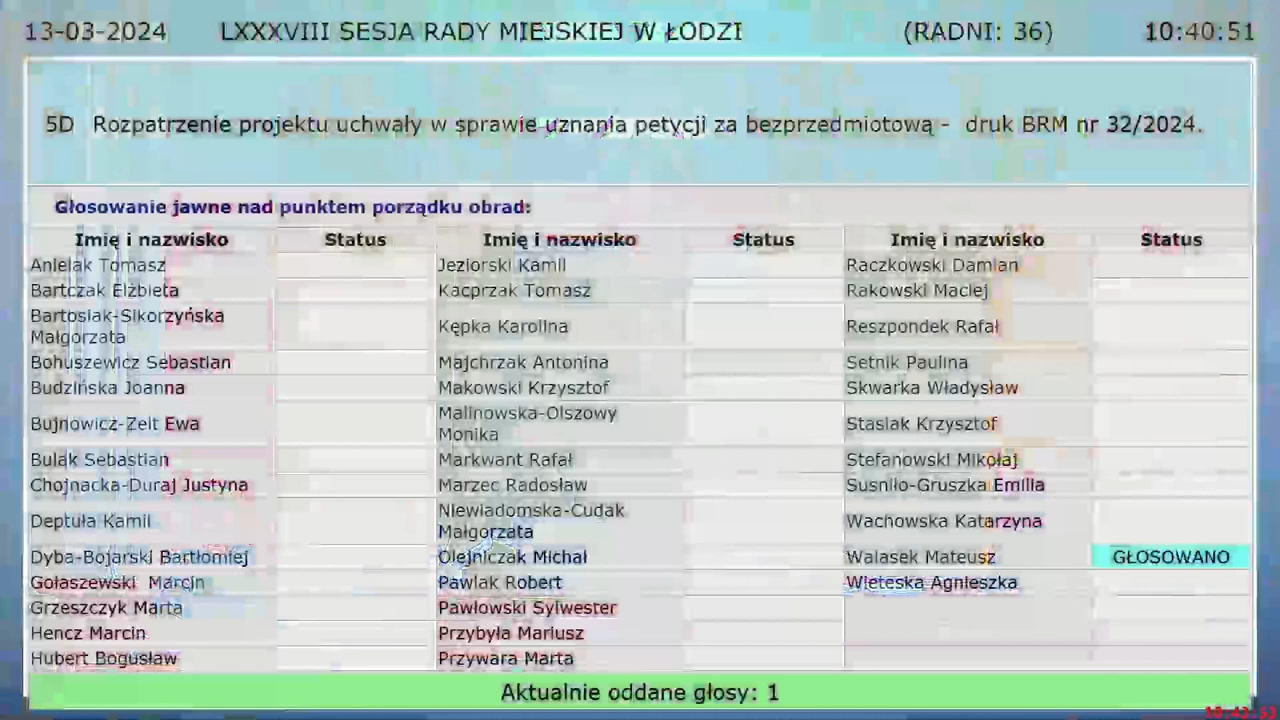 13-03-2024 LXXXVIII SESJA RADY MIEJSKIEJ W ŁODZI (RADNI: 36) 10:40:51
5D Rozpatrzenie projektu uchwały w sprawie uznania petycji za bezprzedmiotową - druk BRM nr 32/2024.
Głosowanie jawne nad punktem porządku obrad:
Imię i nazwisko Status Imię i nazwisko Status Imię i nazwisko Status
Anielak Tomasz Jeziorski Kamil Raczkowski Damian
Bartczak Elżbieta Kacprzak Tomasz Rakowski Maciej
Bartosiak-Sikorzyńska
Małgorzata Kępka Karolina Reszpondek Rafał
Bohuszewicz Sebastian Majchrzak Antonina Setnik Paulina
Budzińska Joanna Makowski Krzysztof Skwarka Władysław
Bujnowicz-Zelt Ewa Malinowska-Olszowy
Monika Stasiak Krzysztof
Bulak Sebastian Markwant Rafał Stefanowski Mikołaj
Chojnacka-Duraj Justyna Marzec Radosław Susniło-Gruszka Emilia
Deptuła Kamil Niewiadomska-Cudak
Małgorzata Wachowska Katarzyna
Dyba-Bojarski Bartłomiej Olejniczak Michał Walasek Mateusz GŁOSOWANO
Gołaszewski Marcin Pawlak Robert Wieteska Agnieszka
Grzeszczyk Marta Pawłowski Sylwester
Hencz Marcin Przybyła Mariusz
Hubert Bogusław Przywara Marta
Aktualnie oddane głosy: 1